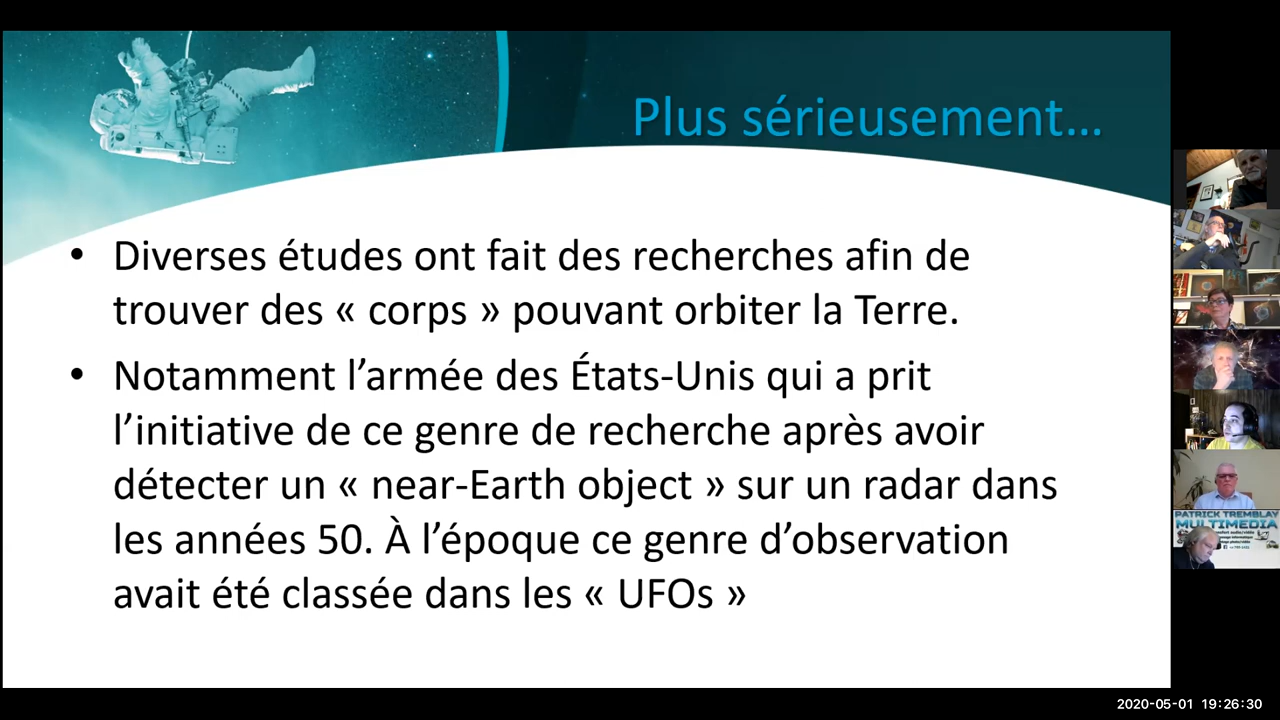 Plus sérieusement…
• Diverses études ont fait des recherches afin de
trouver des « corps » pouvant orbiter la Terre.
• Notamment l’armée des États-Unis qui a prit
l’initiative de ce genre de recherche après avoir
détecter un « near-Earth object » sur un radar dans
les années 50. À l’époque ce genre d’observation
avait été classée dans les « UFOs »
PATRICK TREMBLAY
MULTIMEDIA
2020-05-01 19:26:30